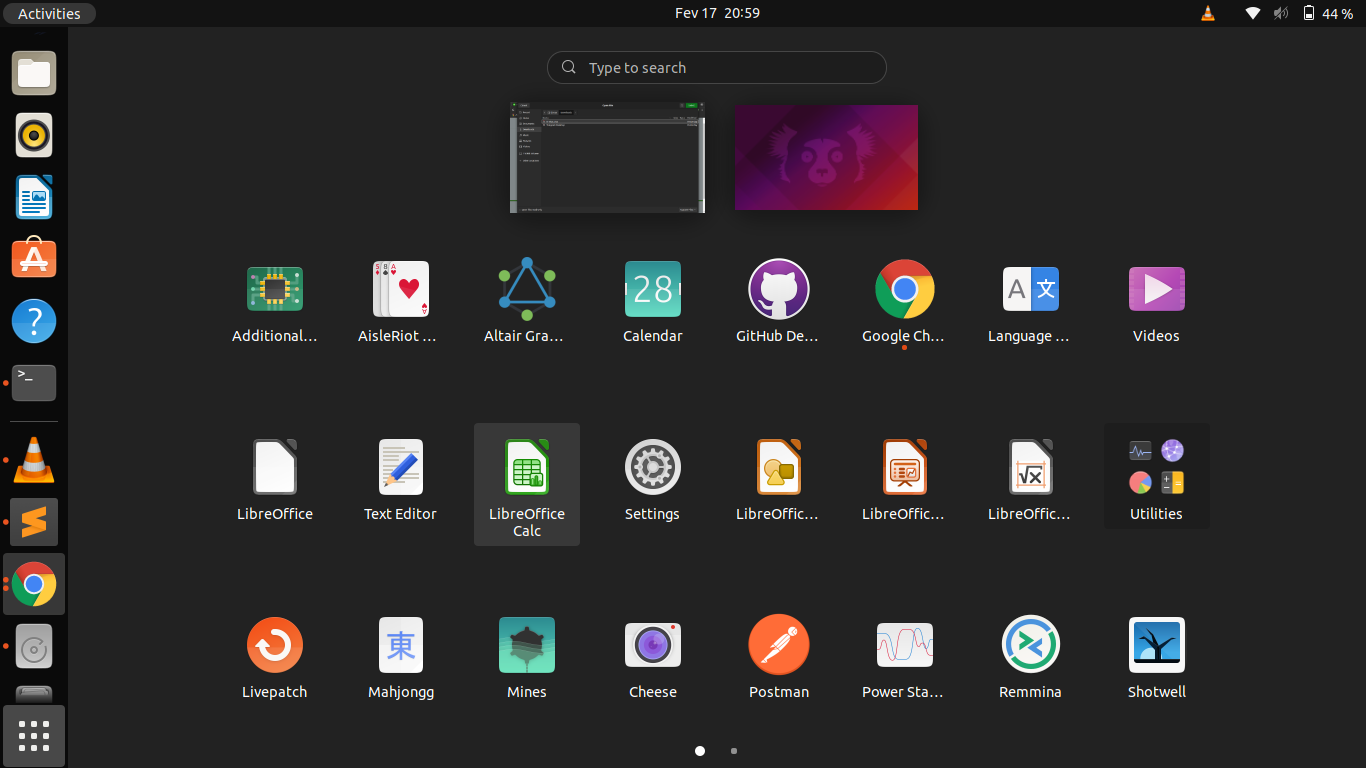 Activities
Fev 17 20:59
44 %
Type to search
Additional...
AisleRiot ...
Altair Gra...
28
Calendar
GitHub De...
Google Ch...
A 文
Language ...
Videos
>_
LibreOffice
Text Editor
LibreOffice
Calc
Settings
LibreOffic...
LibreOffic...
LibreOffic...
Utilities
Livepatch
東
Mahjongg
Mines
Cheese
Postman
Power Sta...
Remmina
Shotwell